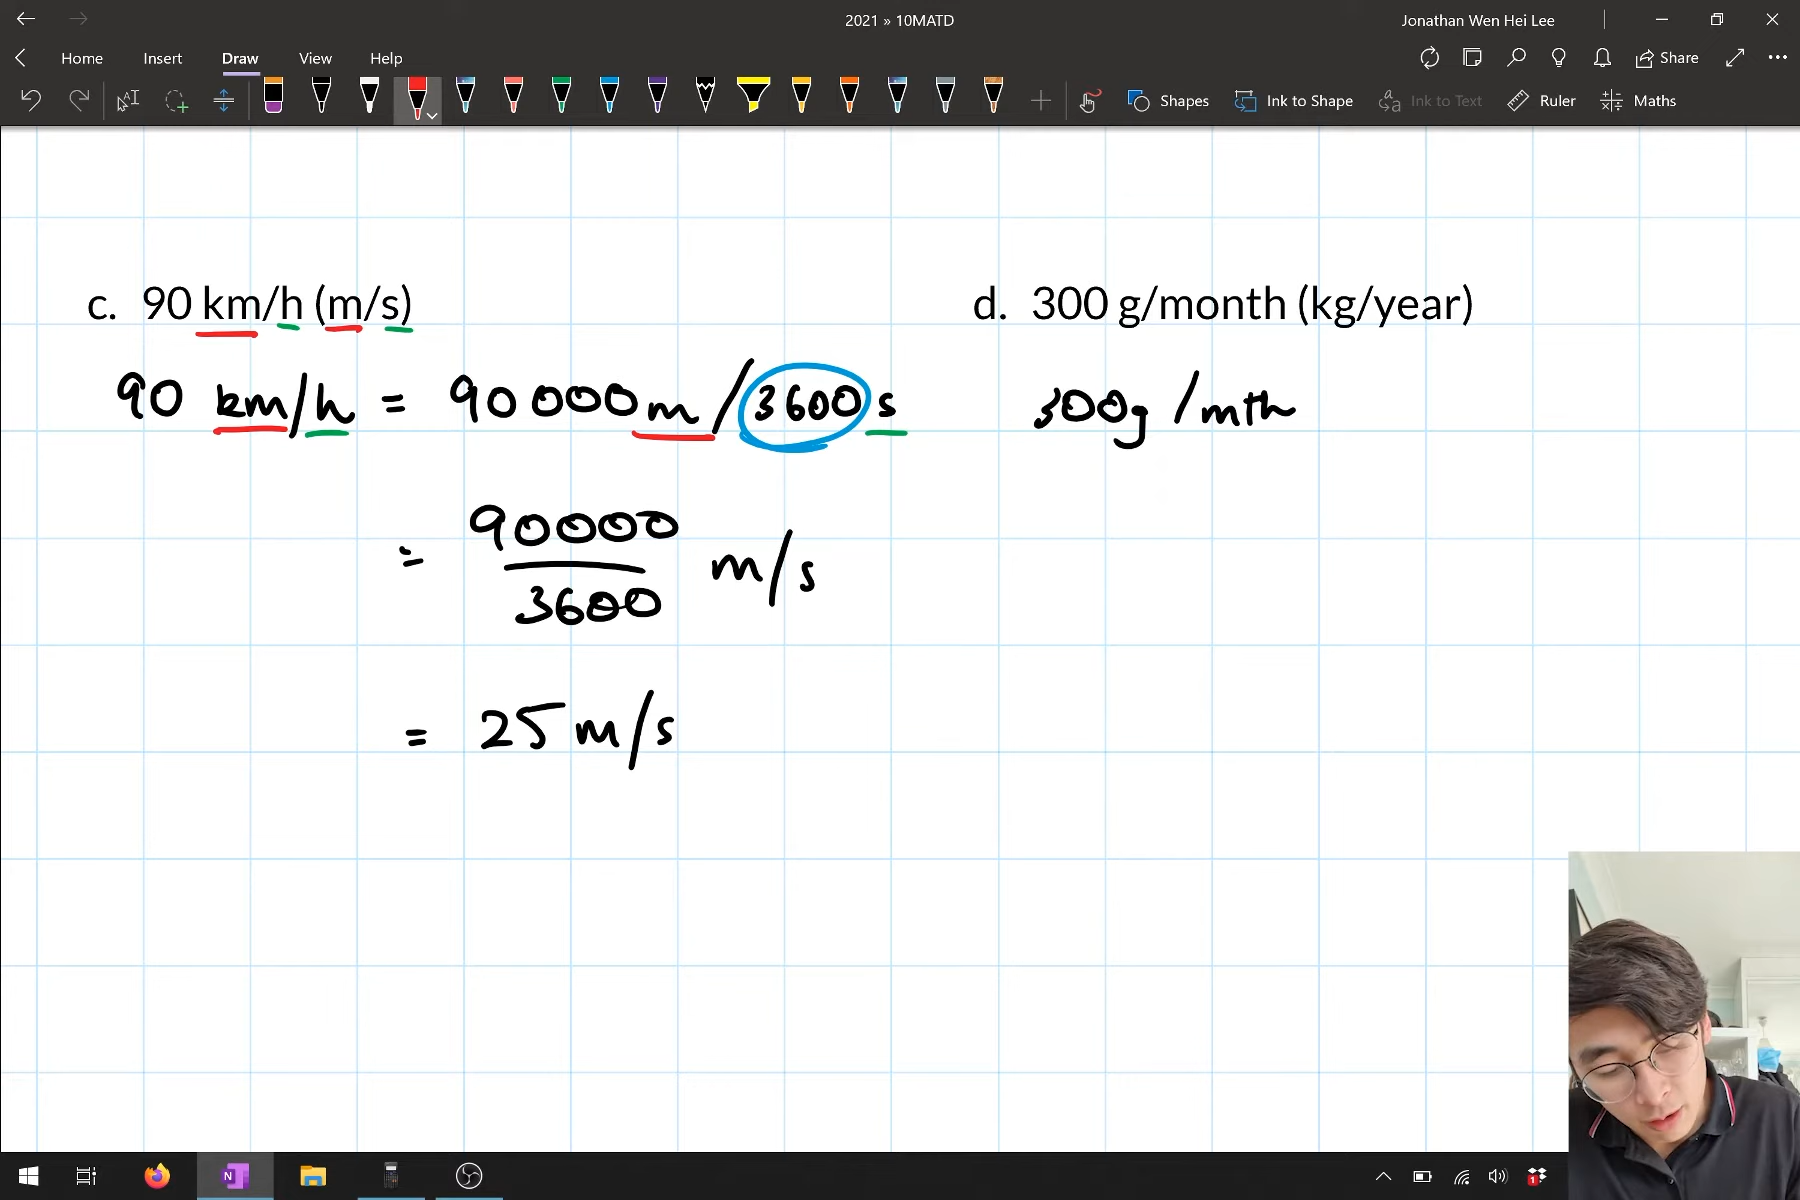 2021 » 10MATD
Jonathan Wen Hei Lee
Home Insert Draw View Help
Share
Shapes Ink to Shape Ink to Text Ruler Maths
c. 90 km/h (m/s)
90 km/h = 90 000 m / 3600 s
= 90000 / 3600 m/s
= 25 m/s
d. 300 g/month (kg/year)
300g / mth